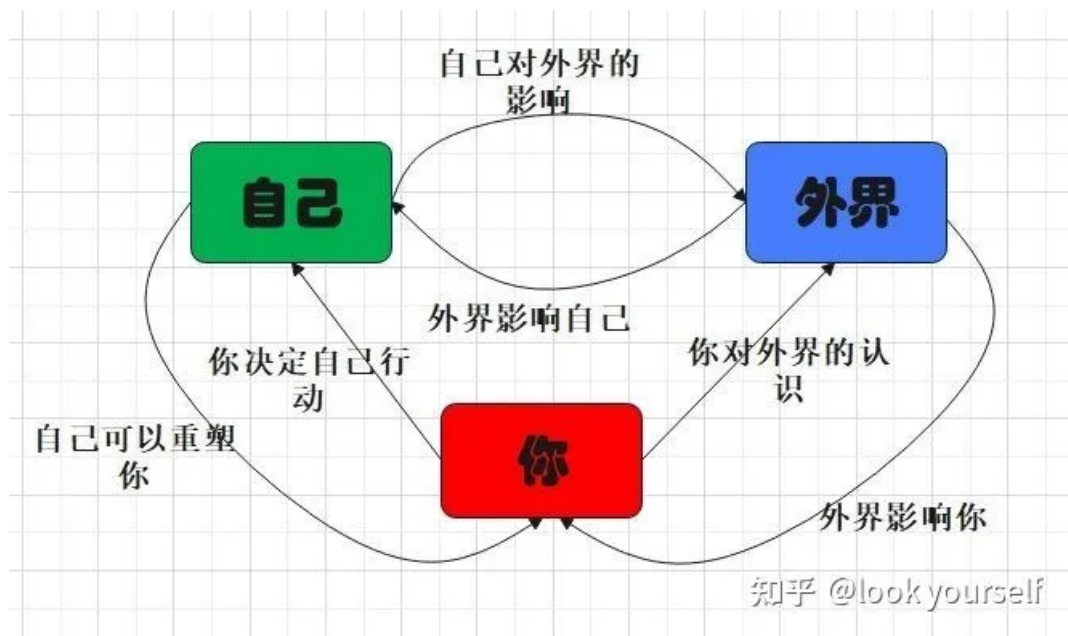 自己对外界的
影响
自己
外界
外界影响自己
你决定自己行
动
你对外界的认
识
自己可以重塑
你
你
外界影响你
知乎 @look yourself